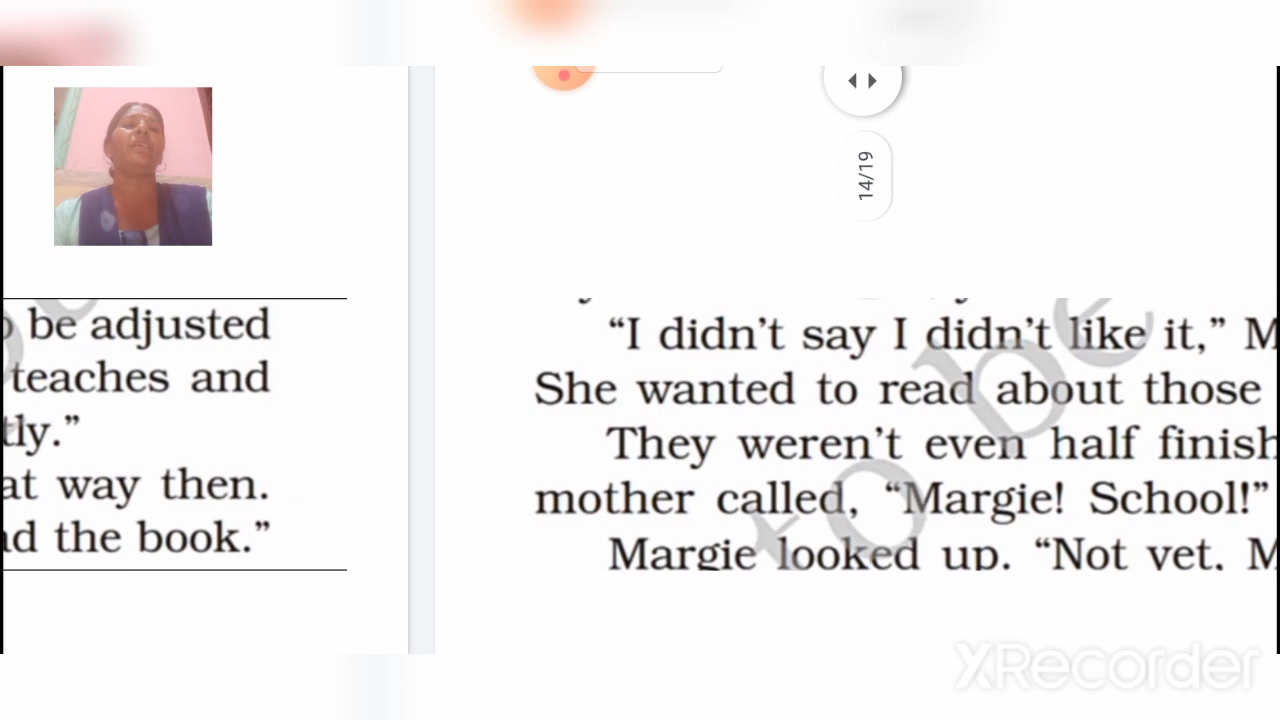 14/19
be adjusted
teaches and
tly.”
at way then.
the book.”
“I didn’t say I didn’t like it,” M
She wanted to read about those
They weren’t even half finish
mother called, “Margie! School!”
Margie looked up. “Not yet, M
to be
XRecorder